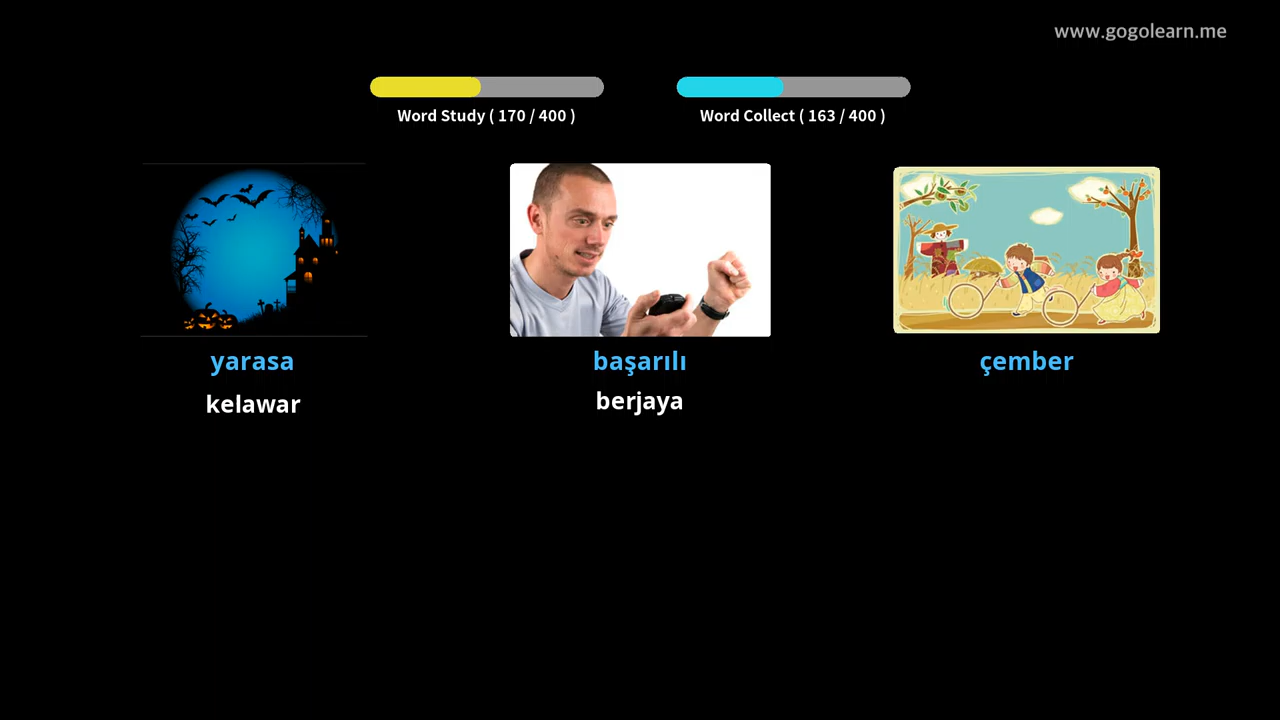 www.gogolearn.me
Word Study ( 170 / 400 )
Word Collect ( 163 / 400 )
yarasa
başarılı
çember
kelawar
berjaya